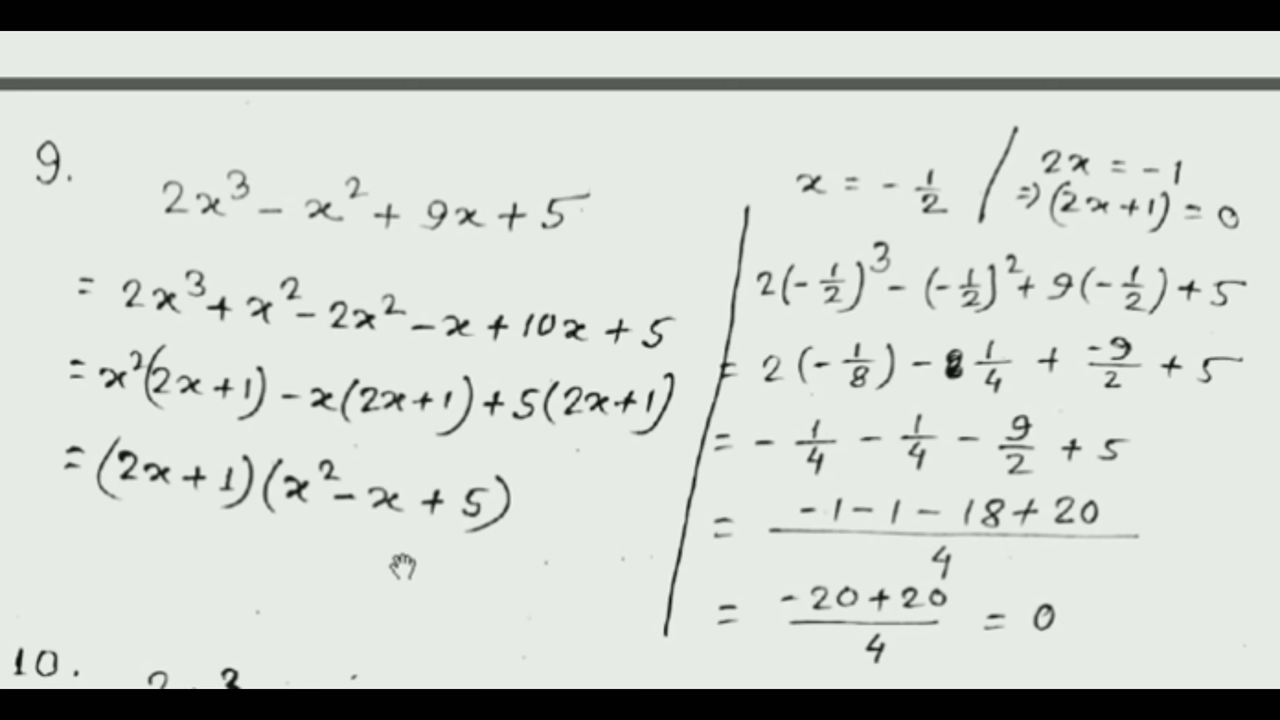 9.
2x³ - x² + 9x + 5
= 2x³ + x² - 2x² - x + 10x + 5
= x²(2x+1) - x(2x+1) + 5(2x+1)
= (2x+1)(x² - x + 5)
x = -1/2 / 2x = -1
⇒ (2x+1) = 0
2(-1/2)³ - (-1/2)² + 9(-1/2) + 5
= 2(-1/8) - 1/4 + -9/2 + 5
= -1/4 - 1/4 - 9/2 + 5
= -1-1-18+20/4
= -20+20/4 = 0
10.